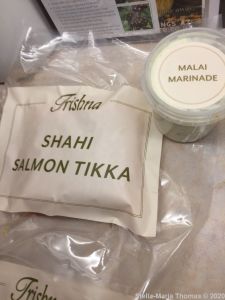 MALAI
MARINADE
Trishna
SHAHI
SALMON TIKKA
Trishna
Stella-Maria Thomas © 2020